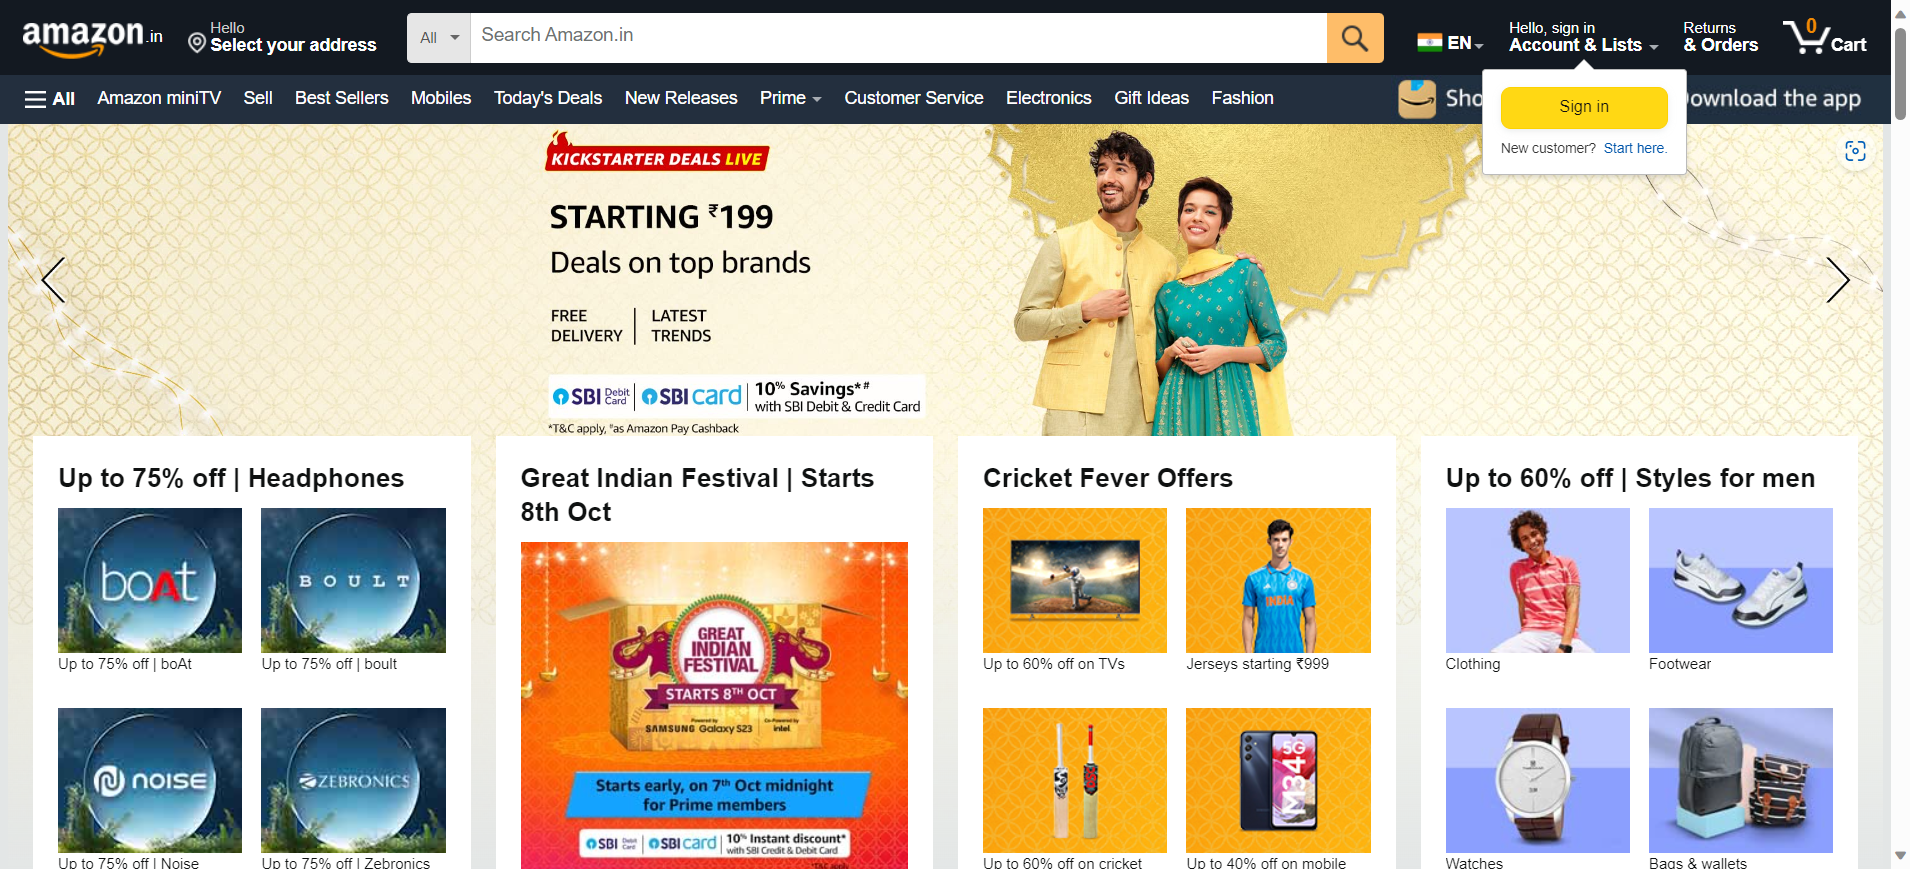 amazon.in
Hello
Select your address
All
Search Amazon.in
EN
Hello, sign in
Account & Lists
Returns
& Orders
0
Cart
All
Amazon miniTV
Sell
Best Sellers
Mobiles
Today's Deals
New Releases
Prime
Customer Service
Electronics
Gift Ideas
Fashion
Sho
ownload the app
Sign in
New customer? Start here.
KICKSTARTER DEALS LIVE
STARTING ₹199
Deals on top brands
FREE
DELIVERY
LATEST
TRENDS
SBI Debit Card
SBI card
10% Savings*#
with SBI Debit & Credit Card
*T&C apply, #as Amazon Pay Cashback
Up to 75% off | Headphones
boAt
BOULT
Up to 75% off | boAt
Up to 75% off | boult
NOISE
ZEBRONICS
Up to 75% off | Noise
Up to 75% off | Zebronics
Great Indian Festival | Starts
8th Oct
GREAT
INDIAN
FESTIVAL
STARTS 8TH OCT
Powered by
SAMSUNG Galaxy S23
Co-Powered by
intel
Starts early, on 7th Oct midnight
for Prime members
SBI Debit Card
SBI card
10% Instant discount*
with SBI Credit & Debit Card
*T&C apply
Cricket Fever Offers
INDIA
Up to 60% off on TVs
Jerseys starting ₹999
5G
M34
Up to 60% off on cricket
Up to 40% off on mobile
Up to 60% off | Styles for men
Clothing
Footwear
Watches
Bags & wallets